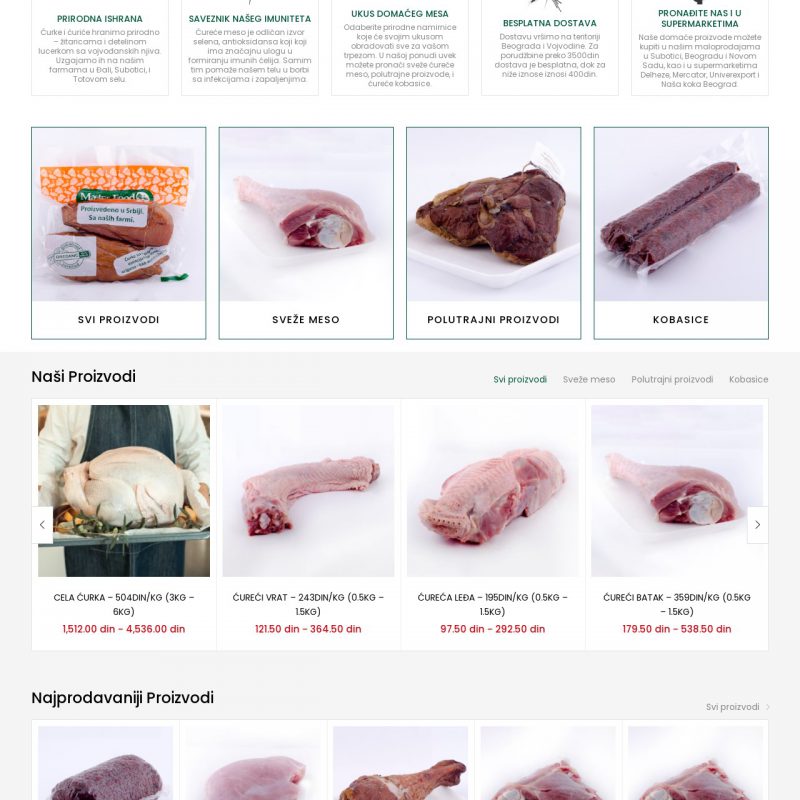 PRIRODNA ISHRANA
Ćurke i ćuriće hranimo prirodno
– žitaricama i detelinom
lucerkom sa vojvođanskih njiva.
Uzgajamo ih na našim
farmama u Đali, Subotici, i
Totovom selu.
SAVEZNIK NAŠEG IMUNITETA
Ćureće meso je odličan izvor
selena, antioksidansa koji koji
ima značajnu ulogu u
formiranju imunih ćelija. Samim
tim pomaže našem telu u borbi
sa infekcijama i zapaljenjima.
UKUS DOMAĆEG MESA
Odaberite prirodne namirnice
koje će svojim ukusom
obradovati sve za vašom
trpezom. U našoj ponudi uvek
možete pronaći sveže ćureće
meso, polutrajne proizvode, i
ćureće kobasice.
BESPLATNA DOSTAVA
Dostavu vršimo na teritoriji
Beograda i Vojvodine. Za
porudžbine preko 3500din
dostava je besplatna, dok za
niže iznose iznosi 400din.
PRONAĐITE NAS I U
SUPERMARKETIMA
Naše domaće proizvode možete
kupiti u našim maloprodajama
u Subotici, Beogradu i Novom
Sadu, kao i u supermarketima
Delheze, Mercator, Univerexport i
Naša koka Beograd.
Proizvedeno u Srbiji.
Sa naših farmi.
SVI PROIZVODI
SVEŽE MESO
POLUTRAJNI PROIZVODI
KOBASICE
Naši Proizvodi
Svi proizvodi
Sveže meso
Polutrajni proizvodi
Kobasice
CELA ĆURKA – 504DIN/KG (3KG –
6KG)
1,512.00 din - 4,536.00 din
ĆUREĆI VRAT – 243DIN/KG (0.5KG –
1.5KG)
121.50 din - 364.50 din
ĆUREĆA LEĐA – 195DIN/KG (0.5KG –
1.5KG)
97.50 din - 292.50 din
ĆUREĆI BATAK – 359DIN/KG (0.5KG
– 1.5KG)
179.50 din - 538.50 din
Najprodavaniji Proizvodi
Svi proizvodi